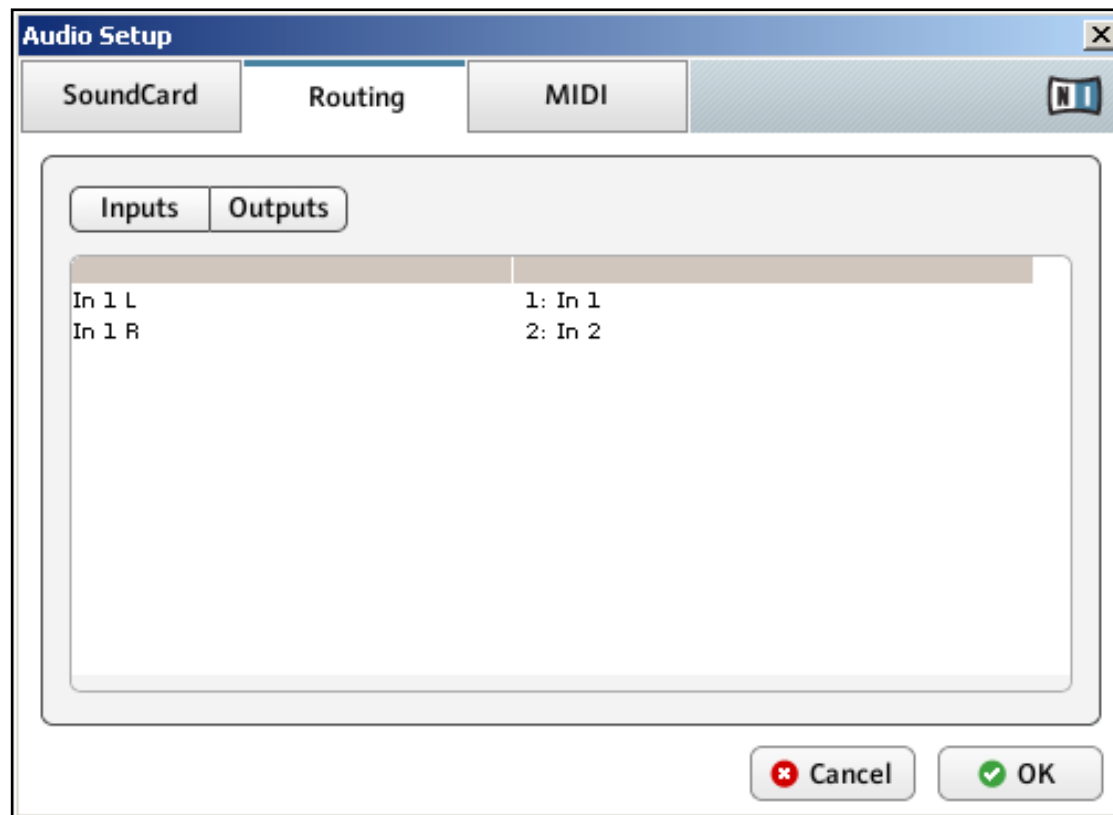 Audio Setup
SoundCard Routing MIDI
NI
Inputs Outputs
In 1 L 1: In 1
In 1 R 2: In 2
Cancel OK